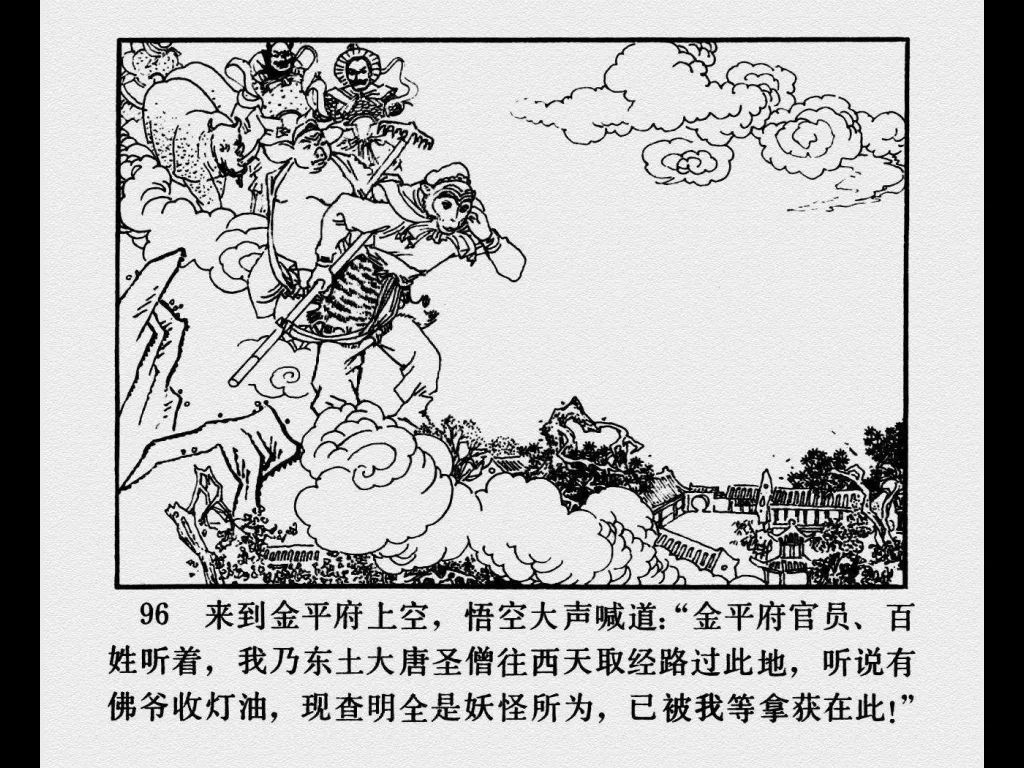 96 来到金平府上空，悟空大声喊道：“金平府官员、百
姓听着，我乃东土大唐圣僧往西天取经路过此地，听说有
佛爷收灯油，现查明全是妖怪所为，已被我等拿获在此！”